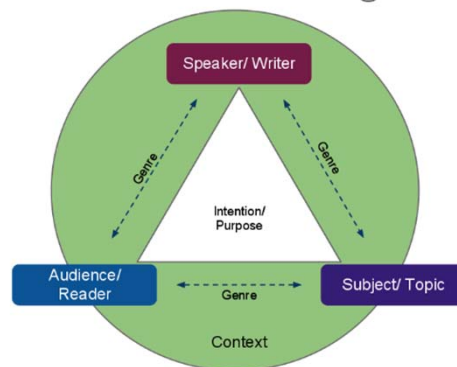 Speaker/ Writer
Genre
Genre
Intention/
Purpose
Audience/
Reader
Genre
Subject/ Topic
Context